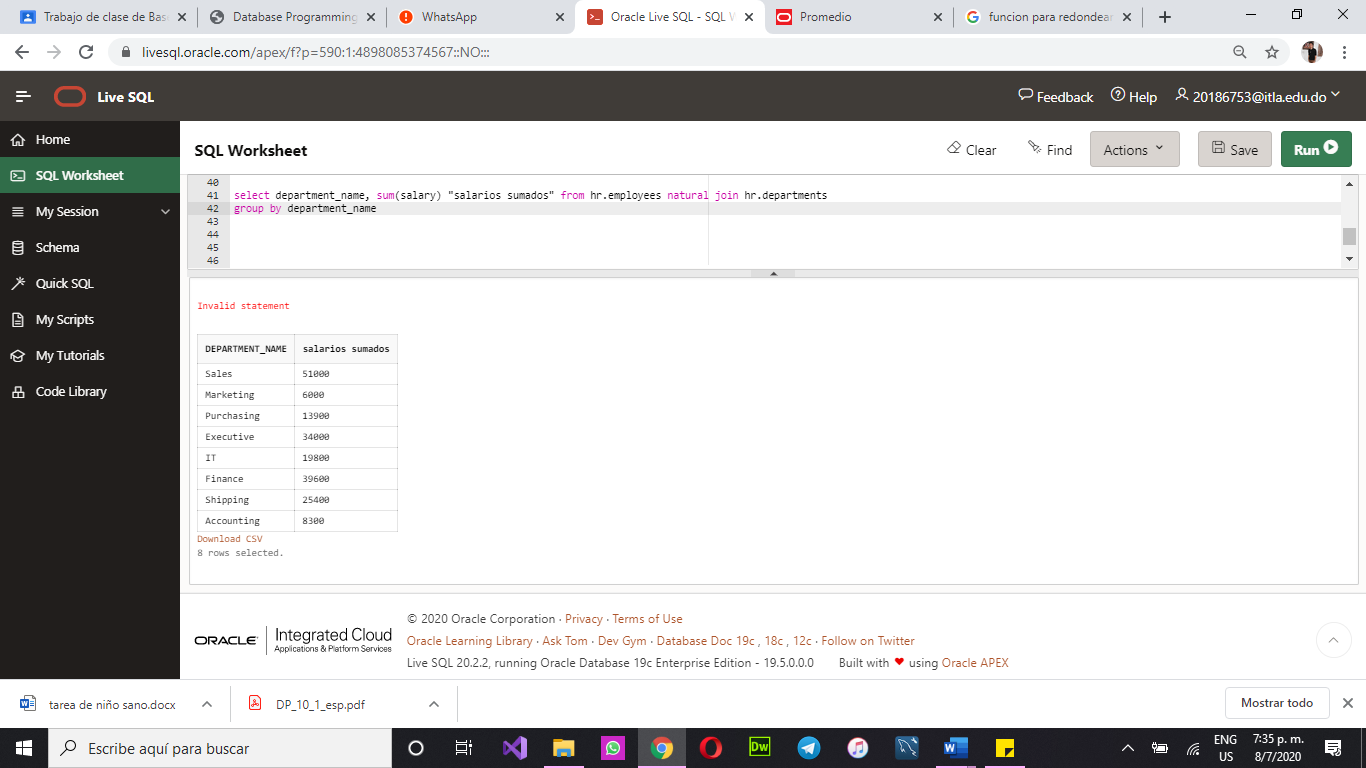 Trabajo de clase de Bas
Database Programming
WhatsApp
Oracle Live SQL - SQL W
Promedio
funcion para redondear
livesql.oracle.com/apex/f?p=590:1:4898085374567::NO:::
Live SQL
Feedback
Help
20186753@itla.edu.do
Home
SQL Worksheet
My Session
Schema
Quick SQL
My Scripts
My Tutorials
Code Library
SQL Worksheet
Clear
Find
Actions
Save
Run
40
41 select department_name, sum(salary) "salarios sumados" from hr.employees natural join hr.departments
42 group by department_name
43
44
45
46
Invalid statement
DEPARTMENT_NAME salarios sumados
Sales 51000
Marketing 6000
Purchasing 13900
Executive 34000
IT 19800
Finance 39600
Shipping 25400
Accounting 8300
Download CSV
8 rows selected.
ORACLE Integrated Cloud
Applications & Platform Services
© 2020 Oracle Corporation · Privacy · Terms of Use
Oracle Learning Library · Ask Tom · Dev Gym · Database Doc 19c , 18c , 12c · Follow on Twitter
Live SQL 20.2.2, running Oracle Database 19c Enterprise Edition - 19.5.0.0.0 Built with ❤ using Oracle APEX
tarea de niño sano.docx
DP_10_1_esp.pdf
Mostrar todo
Escribe aquí para buscar
Dw
ENG
US
7:35 p. m.
8/7/2020